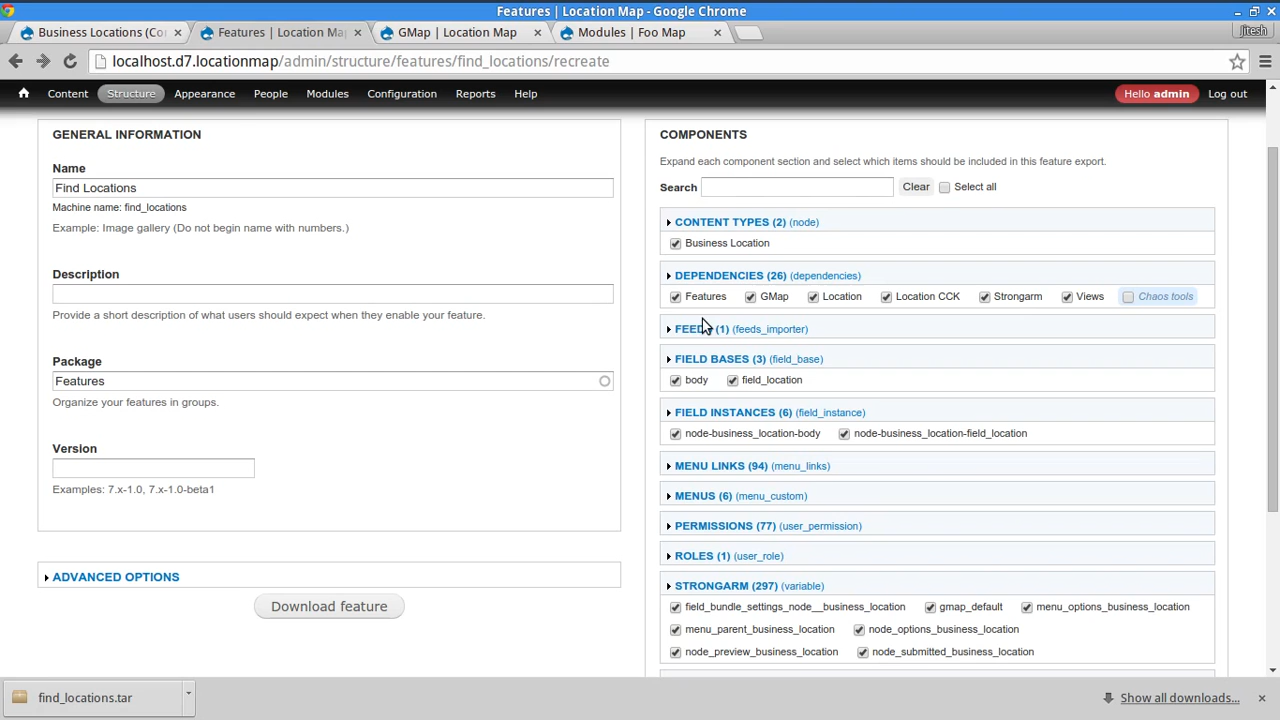 Features | Location Map - Google Chrome
Business Locations (Co
Features | Location Ma
GMap | Location Map
Modules | Foo Map
jitesh
localhost.d7.locationmap/admin/structure/features/find_locations/recreate
Content Structure Appearance People Modules Configuration Reports Help Hello admin Log out
GENERAL INFORMATION
Name
Find Locations
Machine name: find_locations
Example: Image gallery (Do not begin name with numbers.)
Description
Provide a short description of what users should expect when they enable your feature.
Package
Features
Organize your features in groups.
Version
Examples: 7.x-1.0, 7.x-1.0-beta1
ADVANCED OPTIONS
Download feature
COMPONENTS
Expand each component section and select which items should be included in this feature export.
Search Clear Select all
CONTENT TYPES (2) (node)
Business Location
DEPENDENCIES (26) (dependencies)
Features GMap Location Location CCK Strongarm Views Chaos tools
(1) (feeds_importer)
FIELD BASES (3) (field_base)
body field_location
FIELD INSTANCES (6) (field_instance)
node-business_location-body node-business_location-field_location
MENU LINKS (94) (menu_links)
MENUS (6) (menu_custom)
PERMISSIONS (77) (user_permission)
ROLES (1) (user_role)
STRONGARM (297) (variable)
field_bundle_settings_node__business_location gmap_default menu_options_business_location
menu_parent_business_location node_options_business_location
node_preview_business_location node_submitted_business_location
find_locations.tar
Show all downloads...